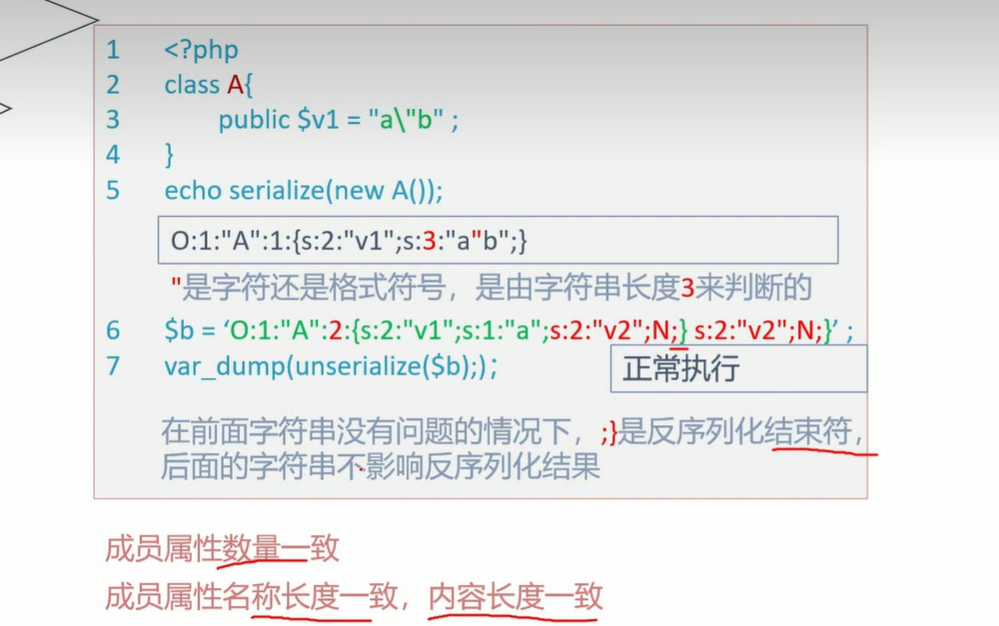 1 <?php
2 class A{
3 public $v1 = "a\"b" ;
4 }
5 echo serialize(new A());
O:1:"A":1:{s:2:"v1";s:3:"a"b";}
"是字符还是格式符号，是由字符串长度3来判断的
6 $b = ‘O:1:"A":2:{s:2:"v1";s:1:"a";s:2:"v2";N;} s:2:"v2";N;}’ ;
7 var_dump(unserialize($b););
正常执行
在前面字符串没有问题的情况下，;}是反序列化结束符，
后面的字符串不影响反序列化结果
成员属性数量一致
成员属性名称长度一致，内容长度一致